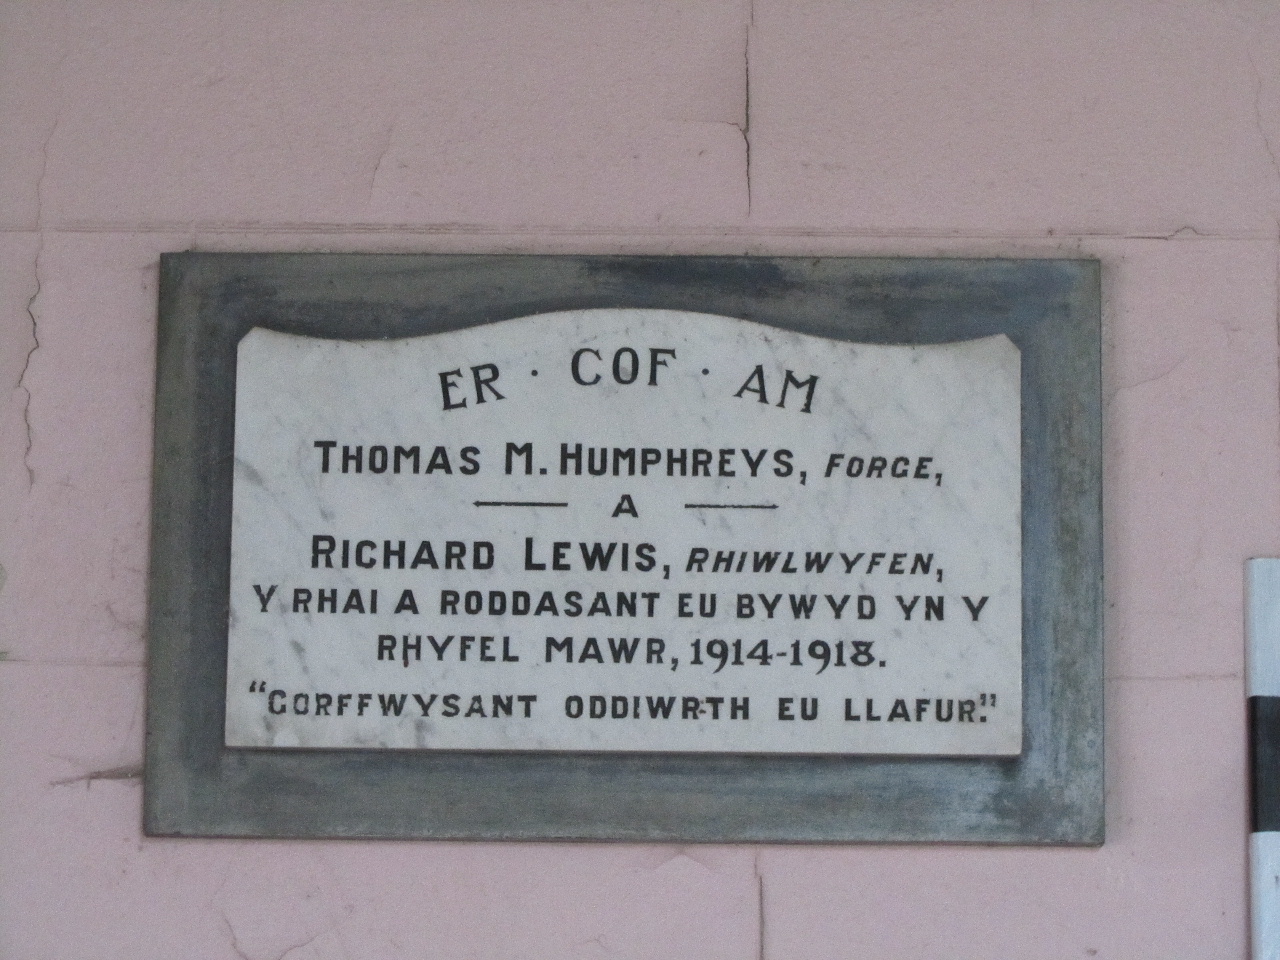 ER · COF · AM
THOMAS M. HUMPHREYS, FORGE,
A
RICHARD LEWIS, RHIWLWYFEN,
Y RHAI A RODDASANT EU BYWYD YN Y
RHYFEL MAWR, 1914-1918.
"GORFFWYSANT ODDIWRTH EU LLAFUR."